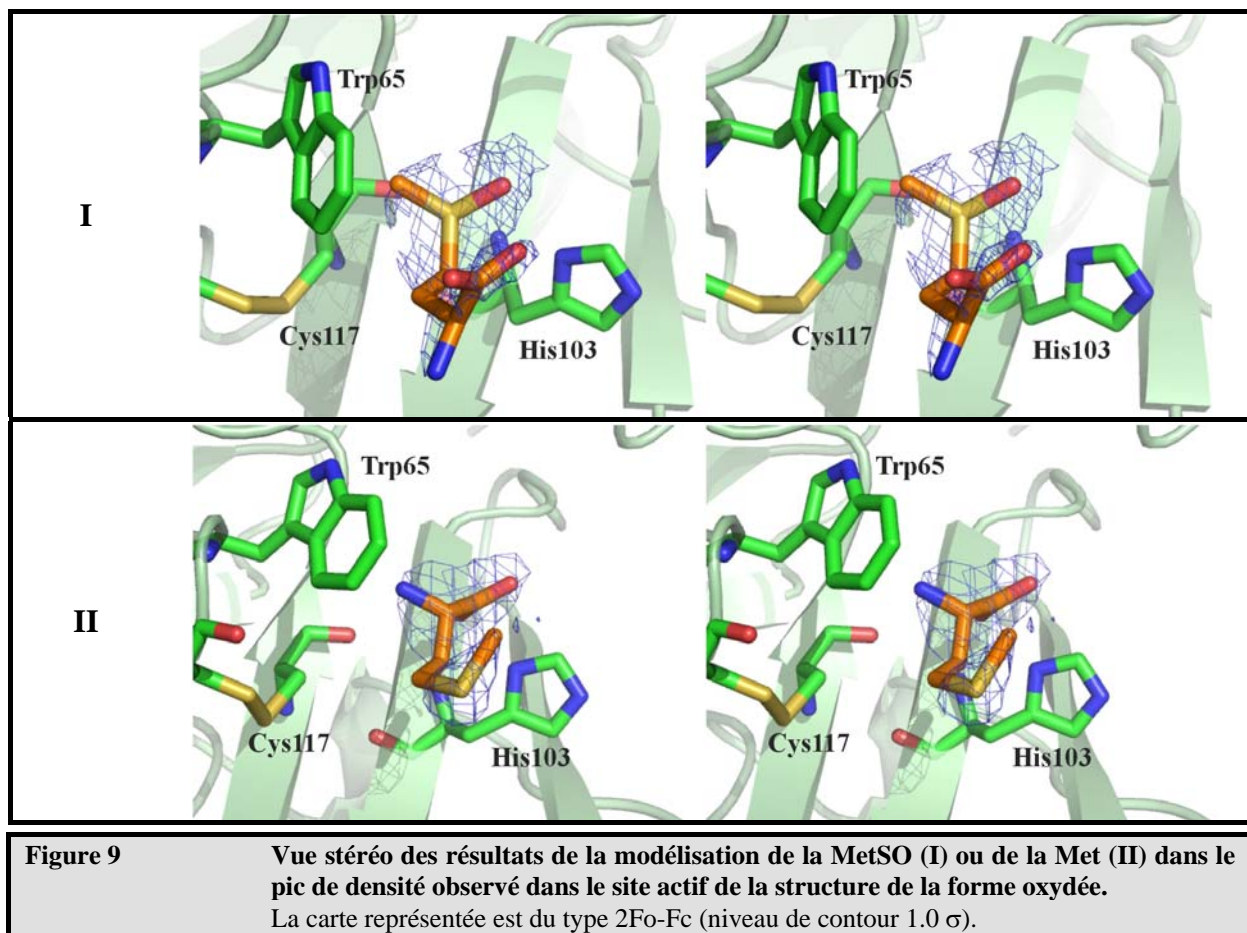 I
Trp65
Cys117
His103
Trp65
Cys117
His103
II
Trp65
Cys117
His103
Trp65
Cys117
His103
Figure 9
Vue stéréo des résultats de la modélisation de la MetSO (I) ou de la Met (II) dans le
pic de densité observé dans le site actif de la structure de la forme oxydée.
La carte représentée est du type 2Fo-Fc (niveau de contour 1.0 σ).